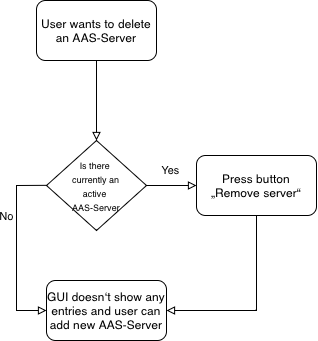 User wants to delete
an AAS-Server
Is there
currently an
active
AAS-Server
Yes
Press button
„Remove server“
No
GUI doesn't show any
entries and user can
add new AAS-Server